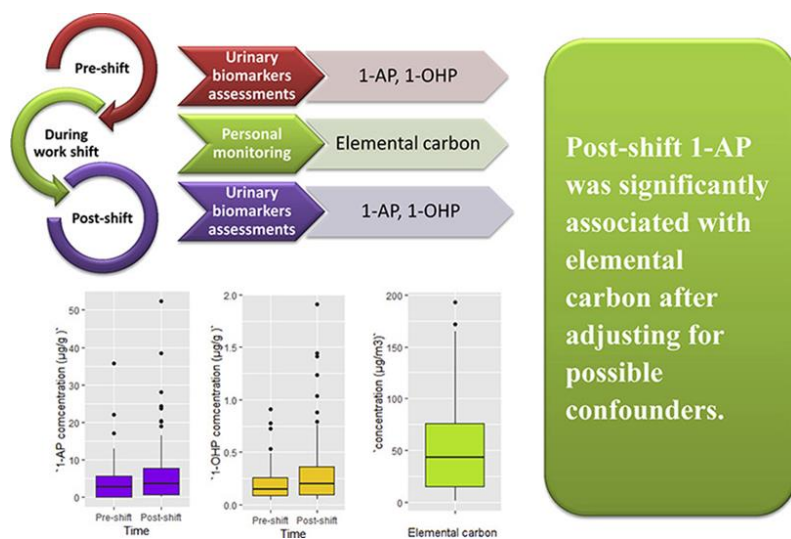 Pre-shift
During
work shift
Post-shift
Urinary
biomarkers
assessments
1-AP, 1-OHP
Personal
monitoring
Elemental carbon
Urinary
biomarkers
assessments
1-AP, 1-OHP
Post-shift 1-AP
was significantly
associated with
elemental
carbon after
adjusting for
possible
confounders.
`1-AP comcentration (µg/g )`
50
40
30
20
10
0
Pre-shift Post-shift
Time
`1-OHP comcentration (µg/g)`
2.0
1.5
1.0
0.5
0.0
Pre-shift Post-shift
Time
`concentration (µg/m3)`
200
150
100
50
0
Elemental carbon